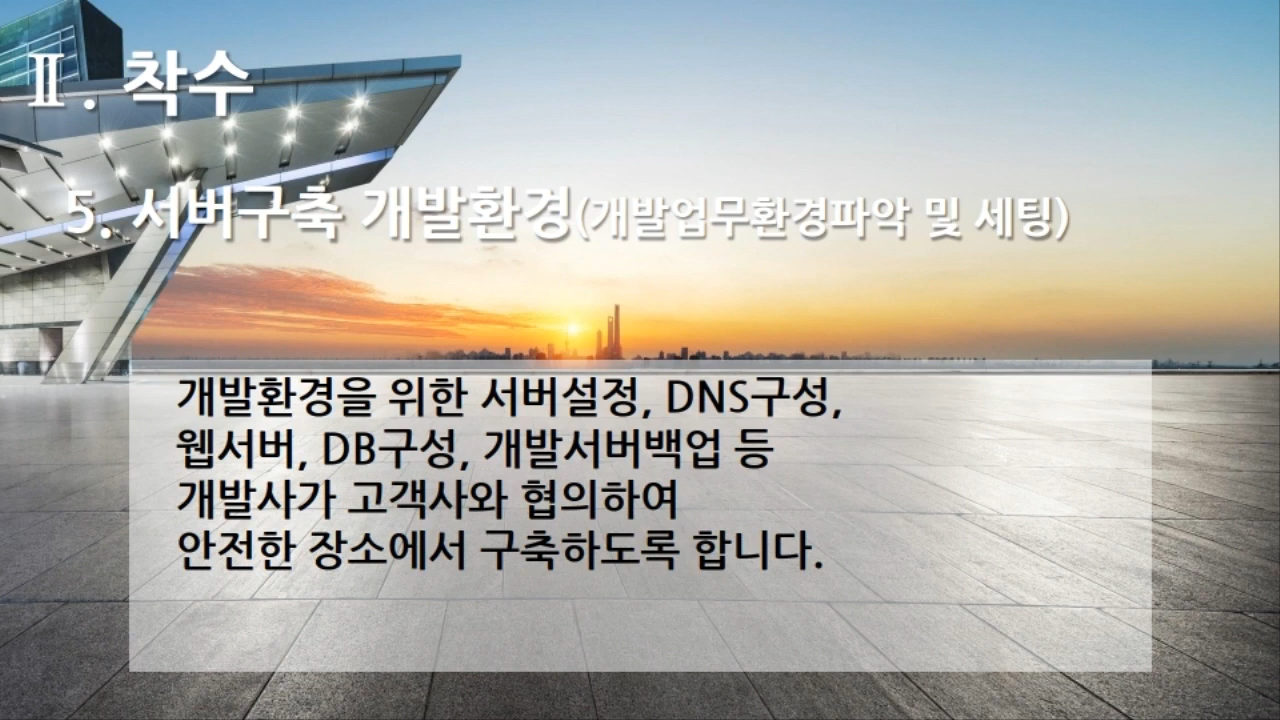 Ⅱ. 착수
5. 서버구축 개발환경(개발업무환경파악 및 세팅)
개발환경을 위한 서버설정, DNS구성,
웹서버, DB구성, 개발서버백업 등
개발사가 고객사와 협의하여
안전한 장소에서 구축하도록 합니다.